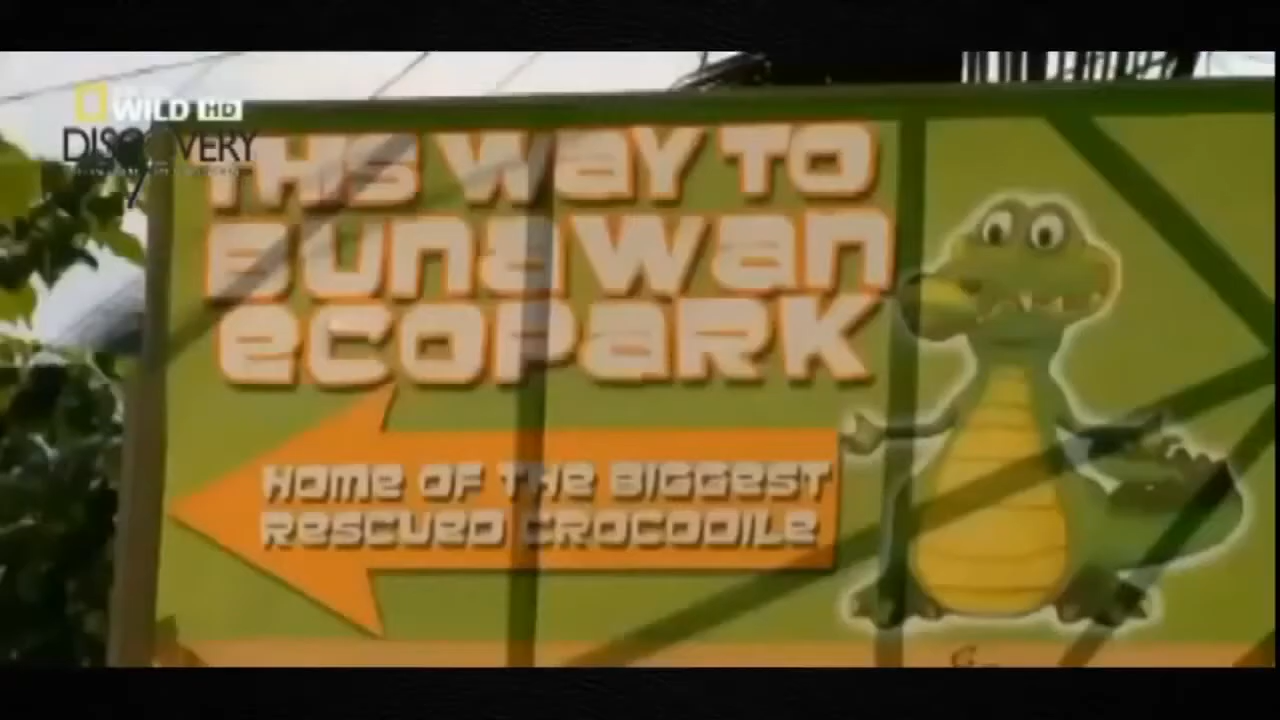 WILD HD
DISCOVERY
THIS WAY TO
BUNAWAN
ECOPARK
HOME OF THE BIGGEST
RESCUED CROCODILE